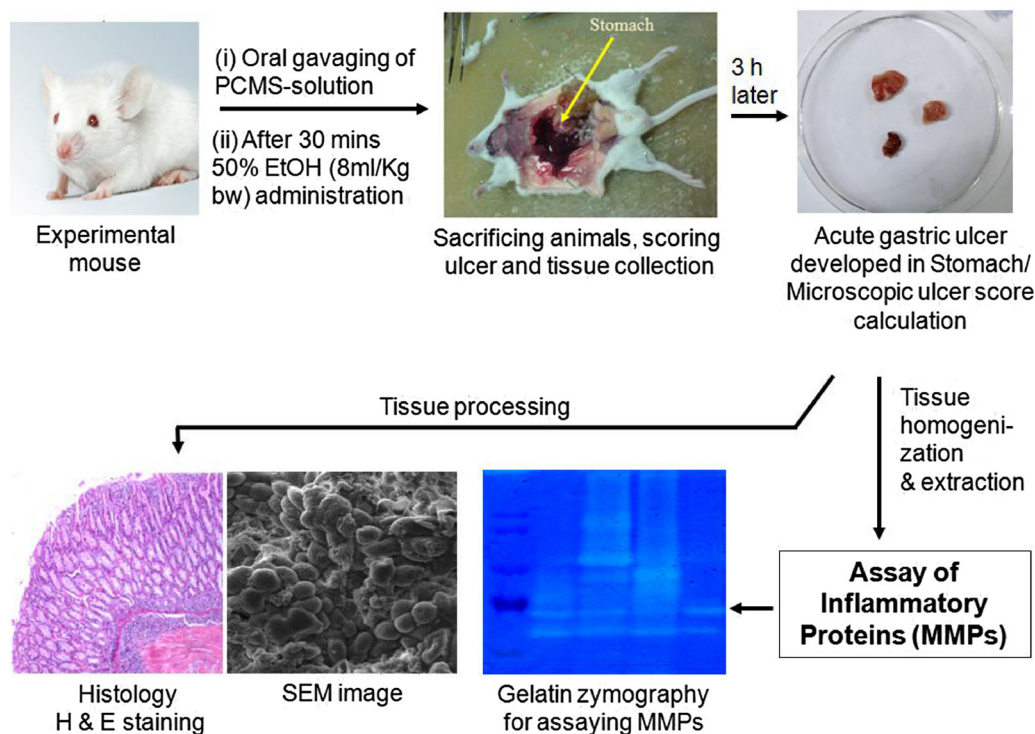 (i) Oral gavaging of
PCMS-solution
(ii) After 30 mins
50% EtOH (8ml/Kg
bw) administration
Stomach
3 h
later
Experimental
mouse
Sacrificing animals, scoring
ulcer and tissue collection
Acute gastric ulcer
developed in Stomach/
Microscopic ulcer score
calculation
Tissue processing
Tissue
homogeni-
zation
& extraction
Assay of
Inflammatory
Proteins (MMPs)
Histology
H & E staining
SEM image
Gelatin zymography
for assaying MMPs